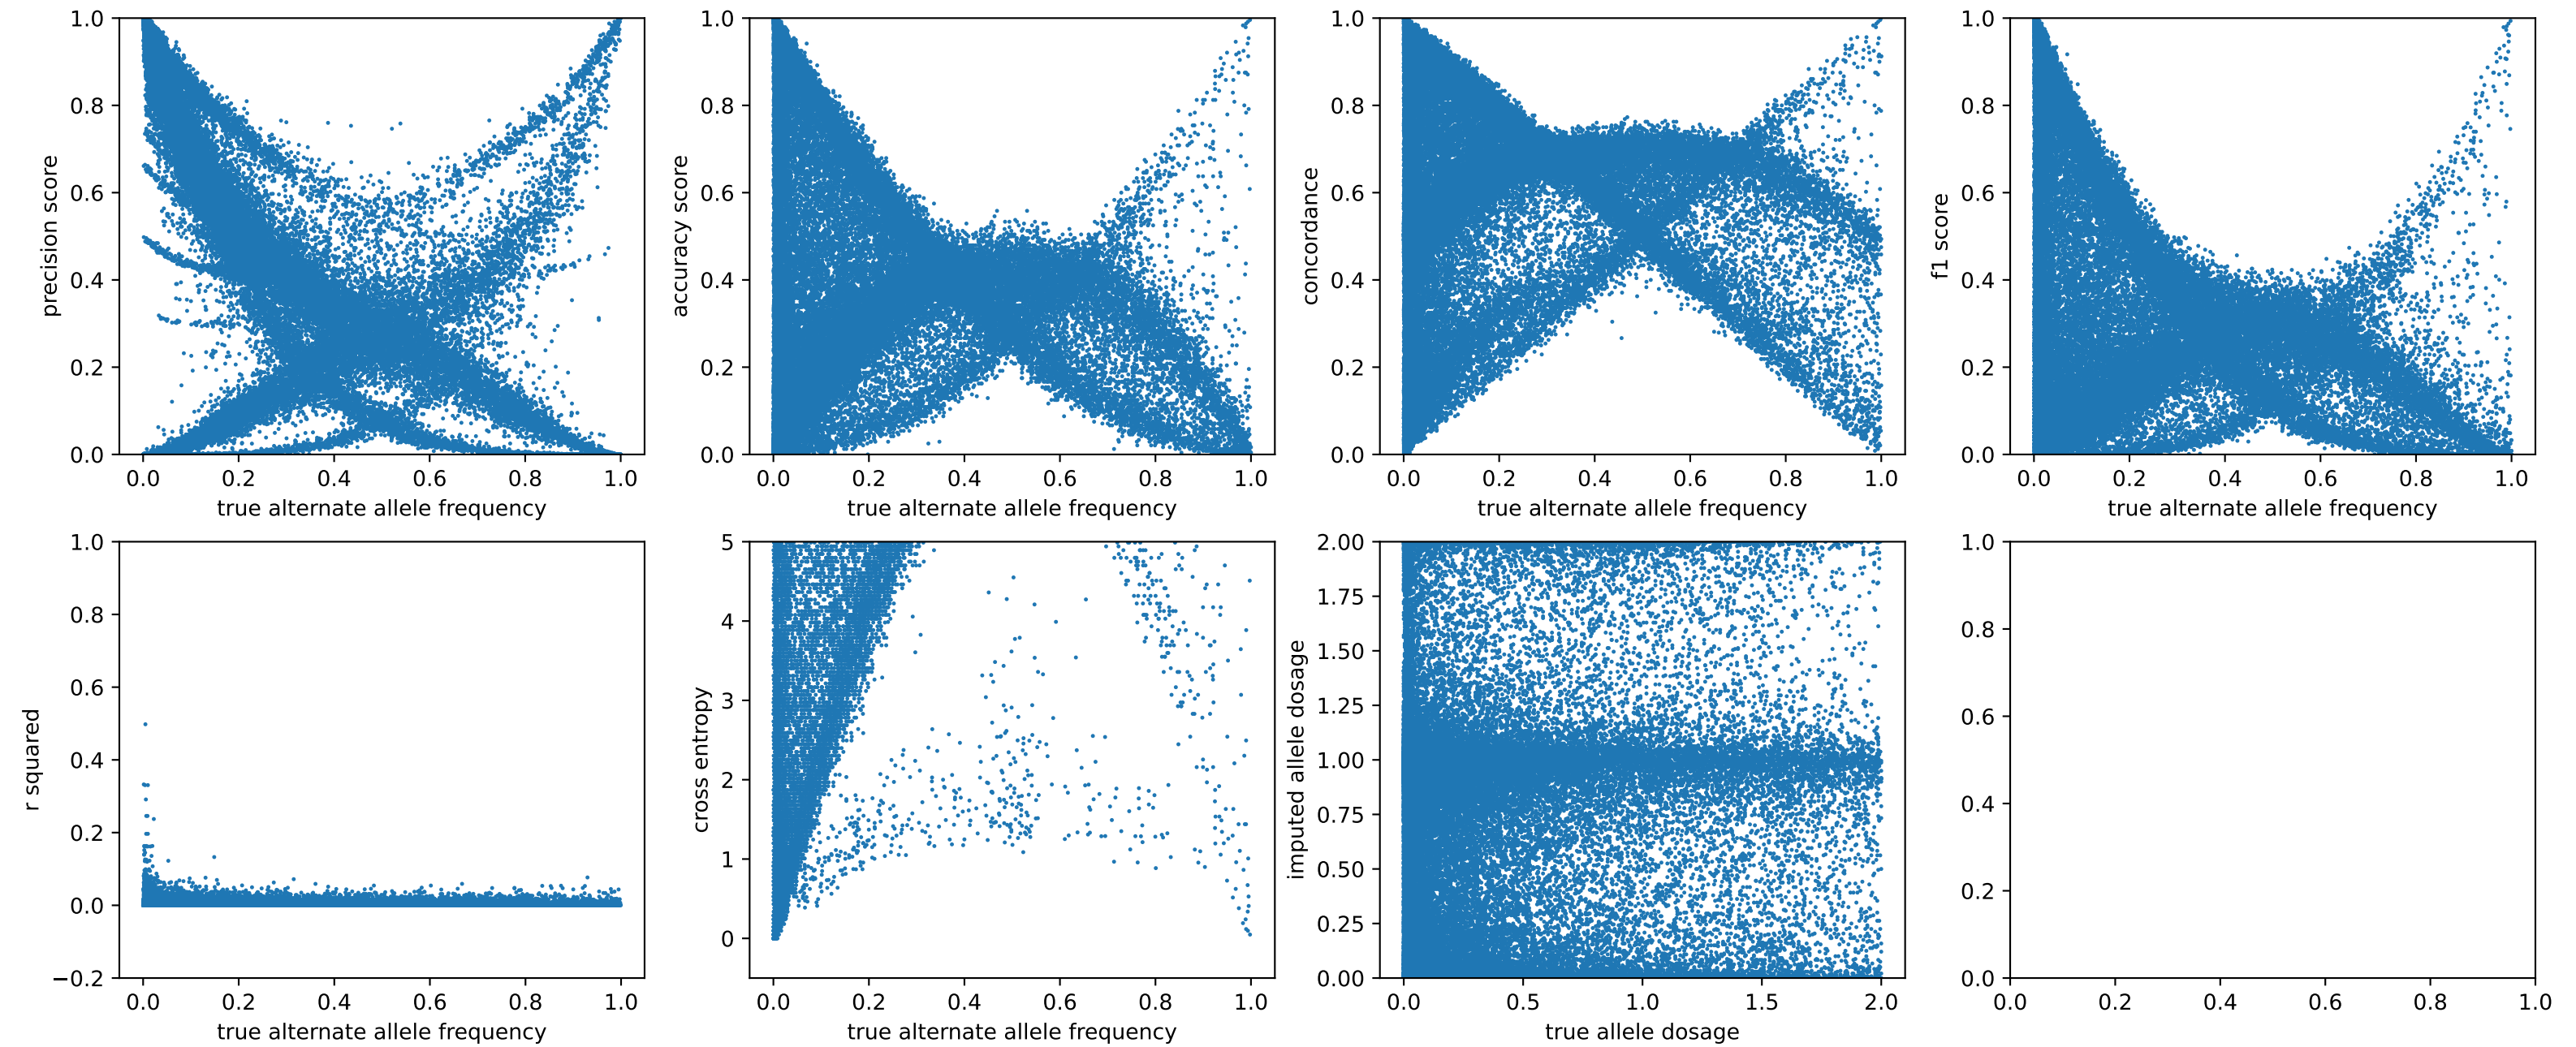 precision score
1.0
0.8
0.6
0.4
0.2
0.0
0.0 0.2 0.4 0.6 0.8 1.0
true alternate allele frequency
accuracy score
1.0
0.8
0.6
0.4
0.2
0.0
0.0 0.2 0.4 0.6 0.8 1.0
true alternate allele frequency
concordance
1.0
0.8
0.6
0.4
0.2
0.0
0.0 0.2 0.4 0.6 0.8 1.0
true alternate allele frequency
f1 score
1.0
0.8
0.6
0.4
0.2
0.0
0.0 0.2 0.4 0.6 0.8 1.0
true alternate allele frequency
r squared
1.0
0.8
0.6
0.4
0.2
0.0
−0.2
0.0 0.2 0.4 0.6 0.8 1.0
true alternate allele frequency
cross entropy
5
4
3
2
1
0
0.0 0.2 0.4 0.6 0.8 1.0
true alternate allele frequency
imputed allele dosage
2.00
1.75
1.50
1.25
1.00
0.75
0.50
0.25
0.00
0.0 0.5 1.0 1.5 2.0
true allele dosage
1.0
0.8
0.6
0.4
0.2
0.0
0.0 0.2 0.4 0.6 0.8 1.0